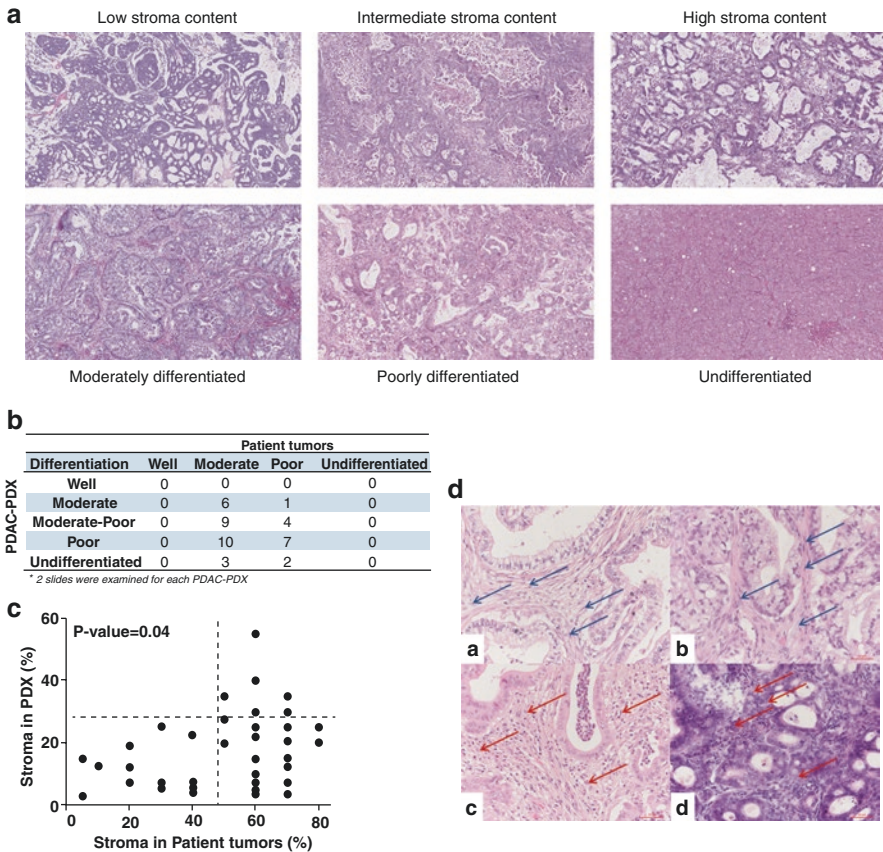 a
Low stroma content Intermediate stroma content High stroma content
Moderately differentiated Poorly differentiated Undifferentiated
b
Patient tumors
Differentiation Well Moderate Poor Undifferentiated
PDAC-PDX
Well 0 0 0 0
Moderate 0 6 1 0
Moderate-Poor 0 9 4 0
Poor 0 10 7 0
Undifferentiated 0 3 2 0
* 2 slides were examined for each PDAC-PDX
c
P-value=0.04
Stroma in PDX (%)
60
40
20
0
0 20 40 60 80
Stroma in Patient tumors (%)
d
a b
c d